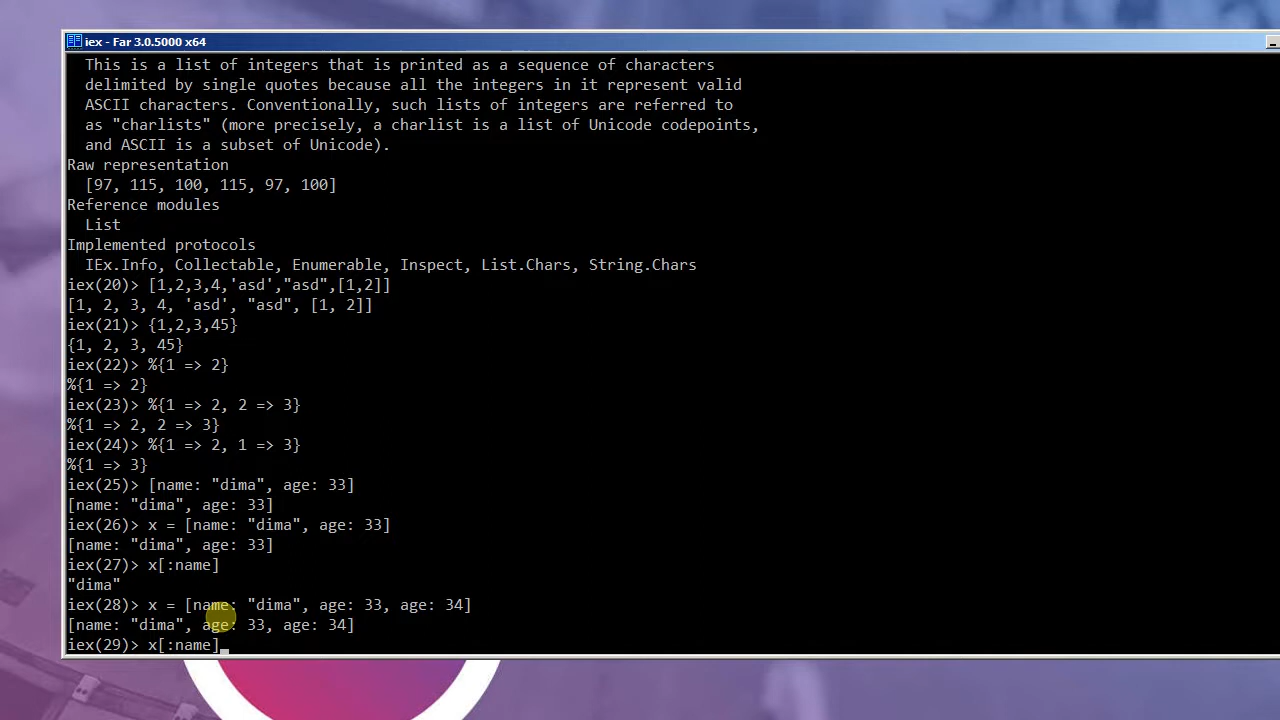 iex - Far 3.0.5000 x64
This is a list of integers that is printed as a sequence of characters
delimited by single quotes because all the integers in it represent valid
ASCII characters. Conventionally, such lists of integers are referred to
as "charlists" (more precisely, a charlist is a list of Unicode codepoints,
and ASCII is a subset of Unicode).
Raw representation
[97, 115, 100, 115, 97, 100]
Reference modules
List
Implemented protocols
IEx.Info, Collectable, Enumerable, Inspect, List.Chars, String.Chars
iex(20)> [1,2,3,4,'asd',"asd",[1,2]]
[1, 2, 3, 4, 'asd', "asd", [1, 2]]
iex(21)> {1,2,3,45}
{1, 2, 3, 45}
iex(22)> %{1 => 2}
%{1 => 2}
iex(23)> %{1 => 2, 2 => 3}
%{1 => 2, 2 => 3}
iex(24)> %{1 => 2, 1 => 3}
%{1 => 3}
iex(25)> [name: "dima", age: 33]
[name: "dima", age: 33]
iex(26)> x = [name: "dima", age: 33]
[name: "dima", age: 33]
iex(27)> x[:name]
"dima"
iex(28)> x = [name: "dima", age: 33, age: 34]
[name: "dima", age: 33, age: 34]
iex(29)> x[:name]